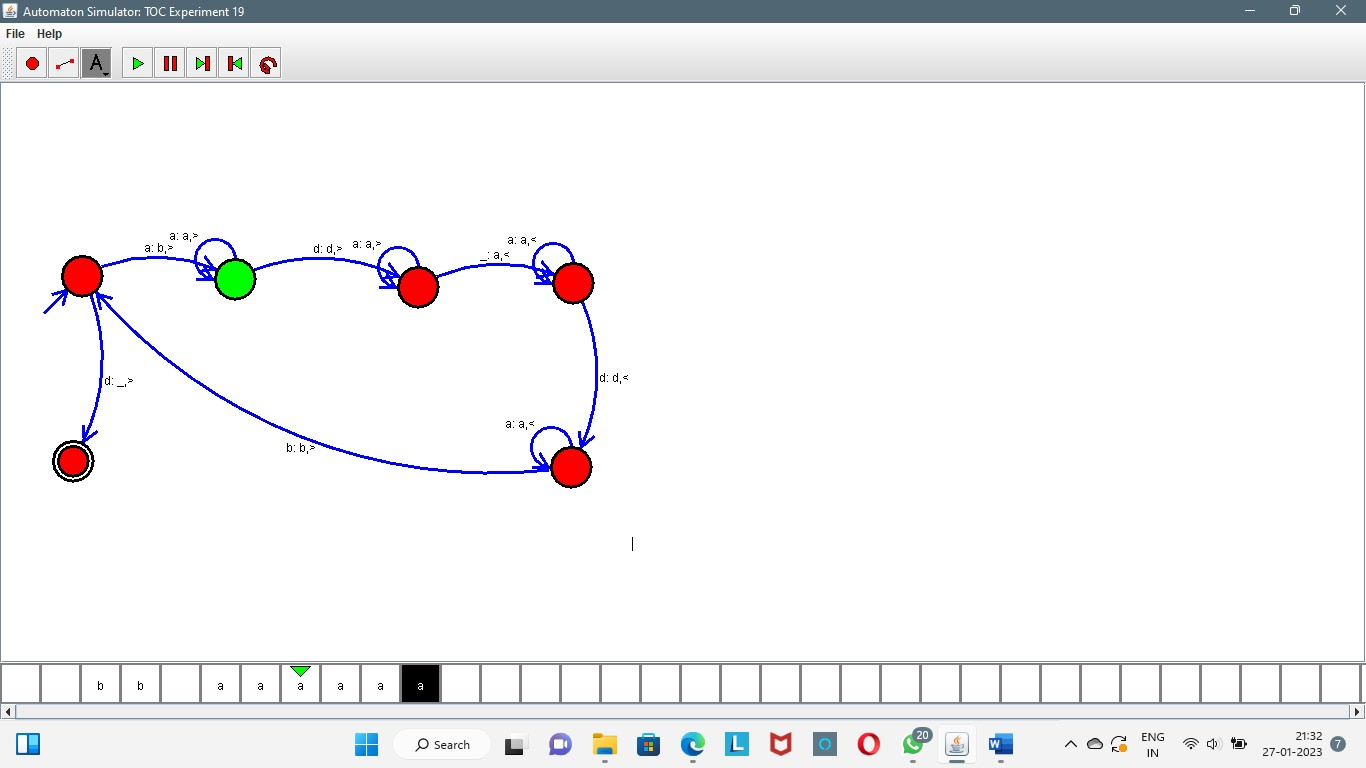 Automaton Simulator: TOC Experiment 19
File Help
A
a: a,>
a: b,>
d: d,>
a: a,>
_: a,<
a: a,<
d: _,>
d: d,<
a: a,<
b: b,>
b b a a a a a a
Search
20
ENG
IN
21:32
27-01-2023
7